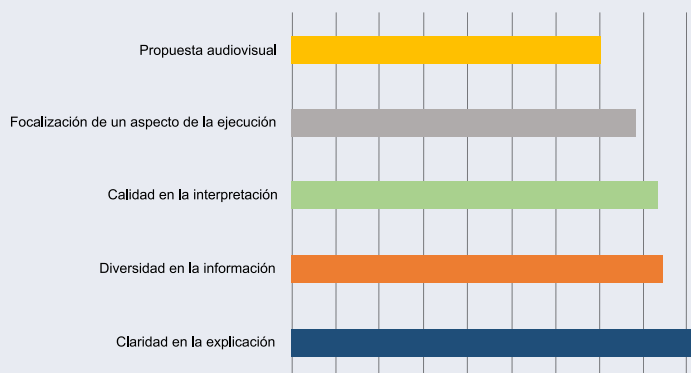 Propuesta audiovisual
Focalización de un aspecto de la ejecución
Calidad en la interpretación
Diversidad en la información
Claridad en la explicación